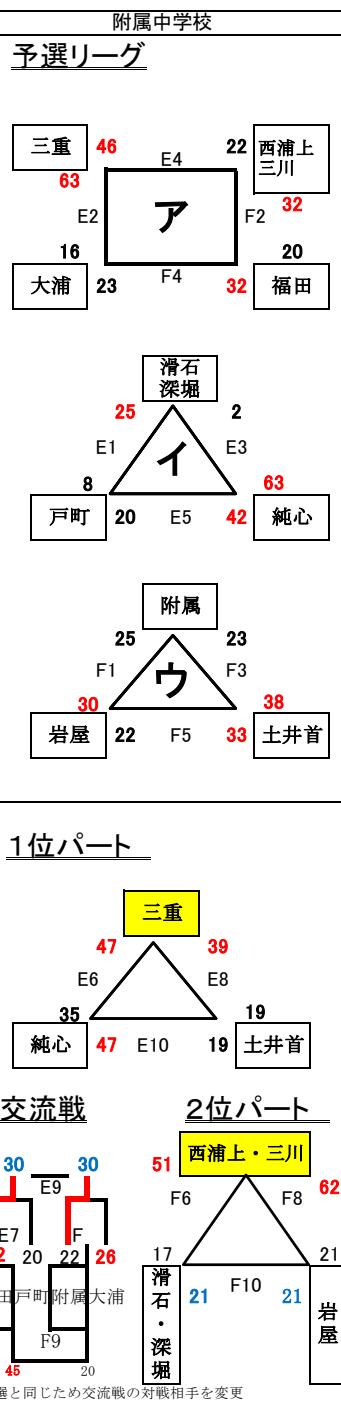 附属中学校
予選リーグ
三重 46 E4 22 西浦上
三川
63 32
E2 ア F2
16 20
大浦 23 F4 32 福田
滑石
深堀
25 2
E1 イ E3
8 63
戸町 20 E5 42 純心
附属
25 23
F1 ウ F3
30 38
岩屋 22 F5 33 土井首
1位パート
三重
47 39
E6 E8
35 19
純心 47 E10 19 土井首
交流戦
30 E9 30
E7 F
2 20 22 26
田戸町附属大浦
F9
45 20
選と同じため交流戦の対戦相手を変更
2位パート
51 西浦上・三川 62
F6 F8
17 21
滑石・深堀 21 F10 21 岩屋